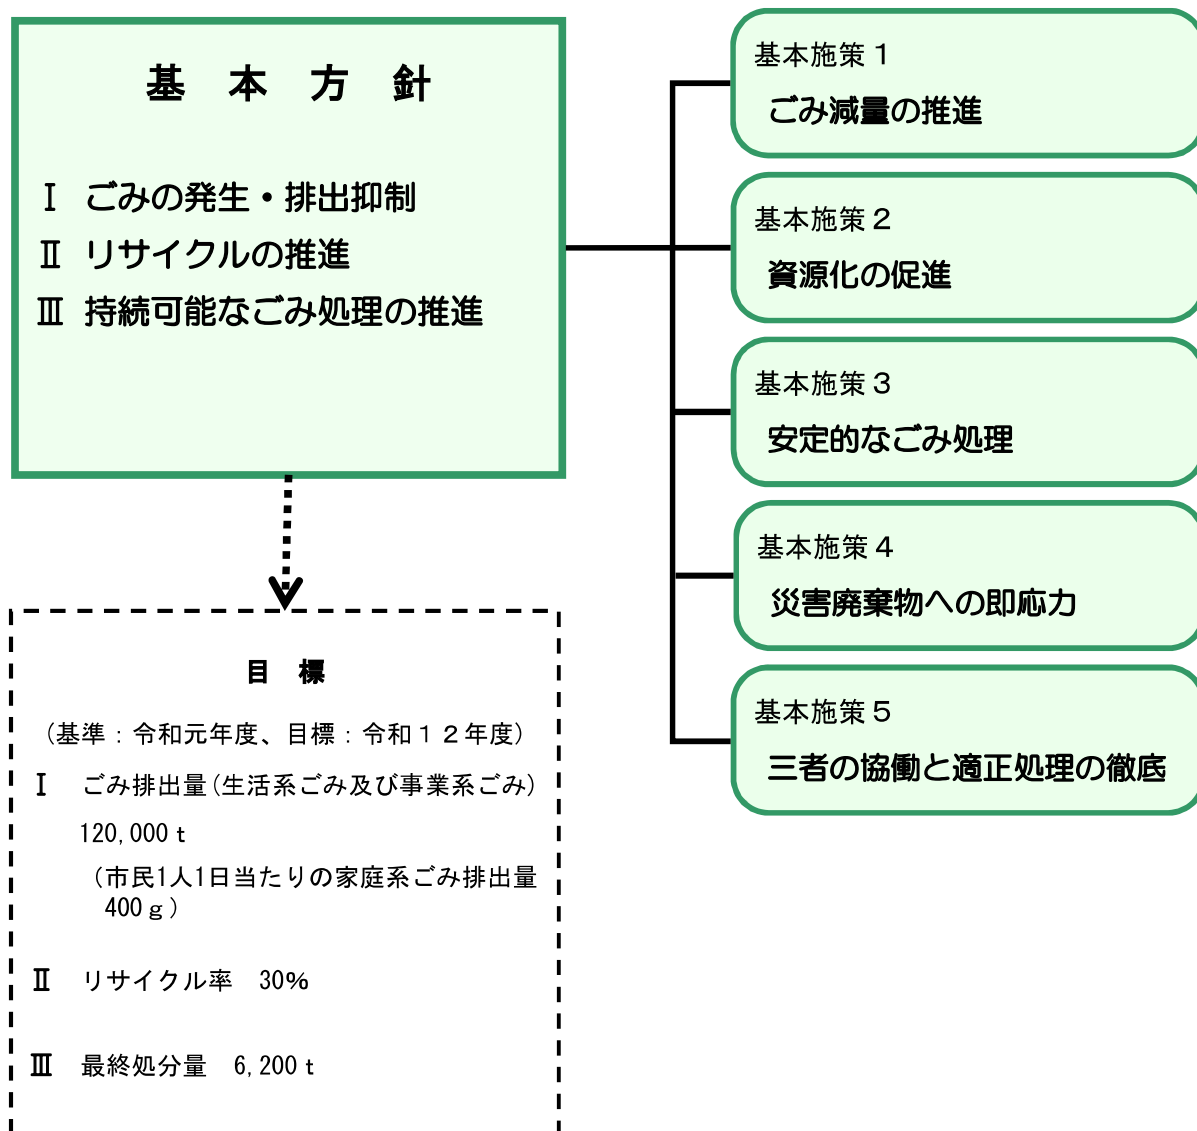 基　本　方　針
Ⅰ　ごみの発生・排出抑制
Ⅱ　リサイクルの推進
Ⅲ　持続可能なごみ処理の推進
目　標
（基準：令和元年度、目標：令和１２年度）
Ⅰ　ごみ排出量（生活系ごみ及び事業系ごみ）
120,000ｔ
（市民1人1日当たりの家庭系ごみ排出量
400ｇ）
Ⅱ　リサイクル率　30％
Ⅲ　最終処分量　6,200ｔ
基本施策１
ごみ減量の推進
基本施策２
資源化の促進
基本施策３
安定的なごみ処理
基本施策４
災害廃棄物への即応力
基本施策５
三者の協働と適正処理の徹底